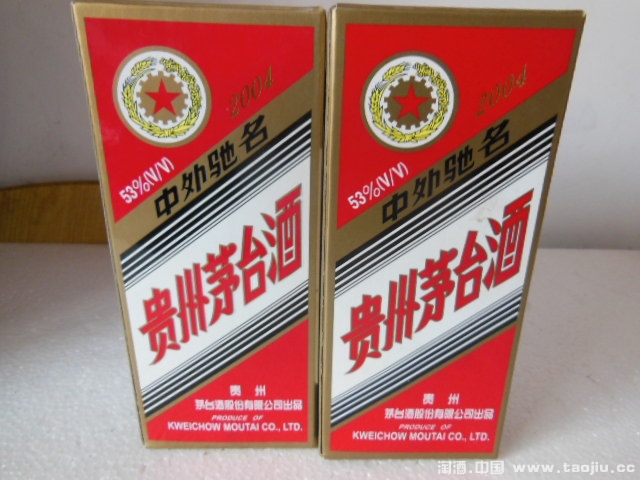 2004
53%(V/V)
中外驰名
贵州茅台酒
贵州
茅台酒股份有限公司出品
PRODUCE OF
KWEICHOW MOUTAI CO., LTD.
2004
53%(V/V)
中外驰名
贵州茅台酒
贵州
茅台酒股份有限公司出品
PRODUCE OF
KWEICHOW MOUTAI CO., LTD.
淘酒.中国 www.taojiu.cc